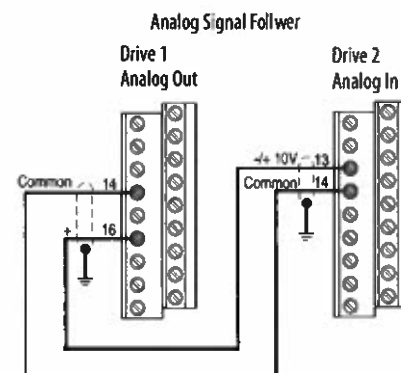 Analog Signal Follwer
Drive 1
Analog Out
Drive 2
Analog In
Common 14
+ 16
-/+ 10V 13
Common 14